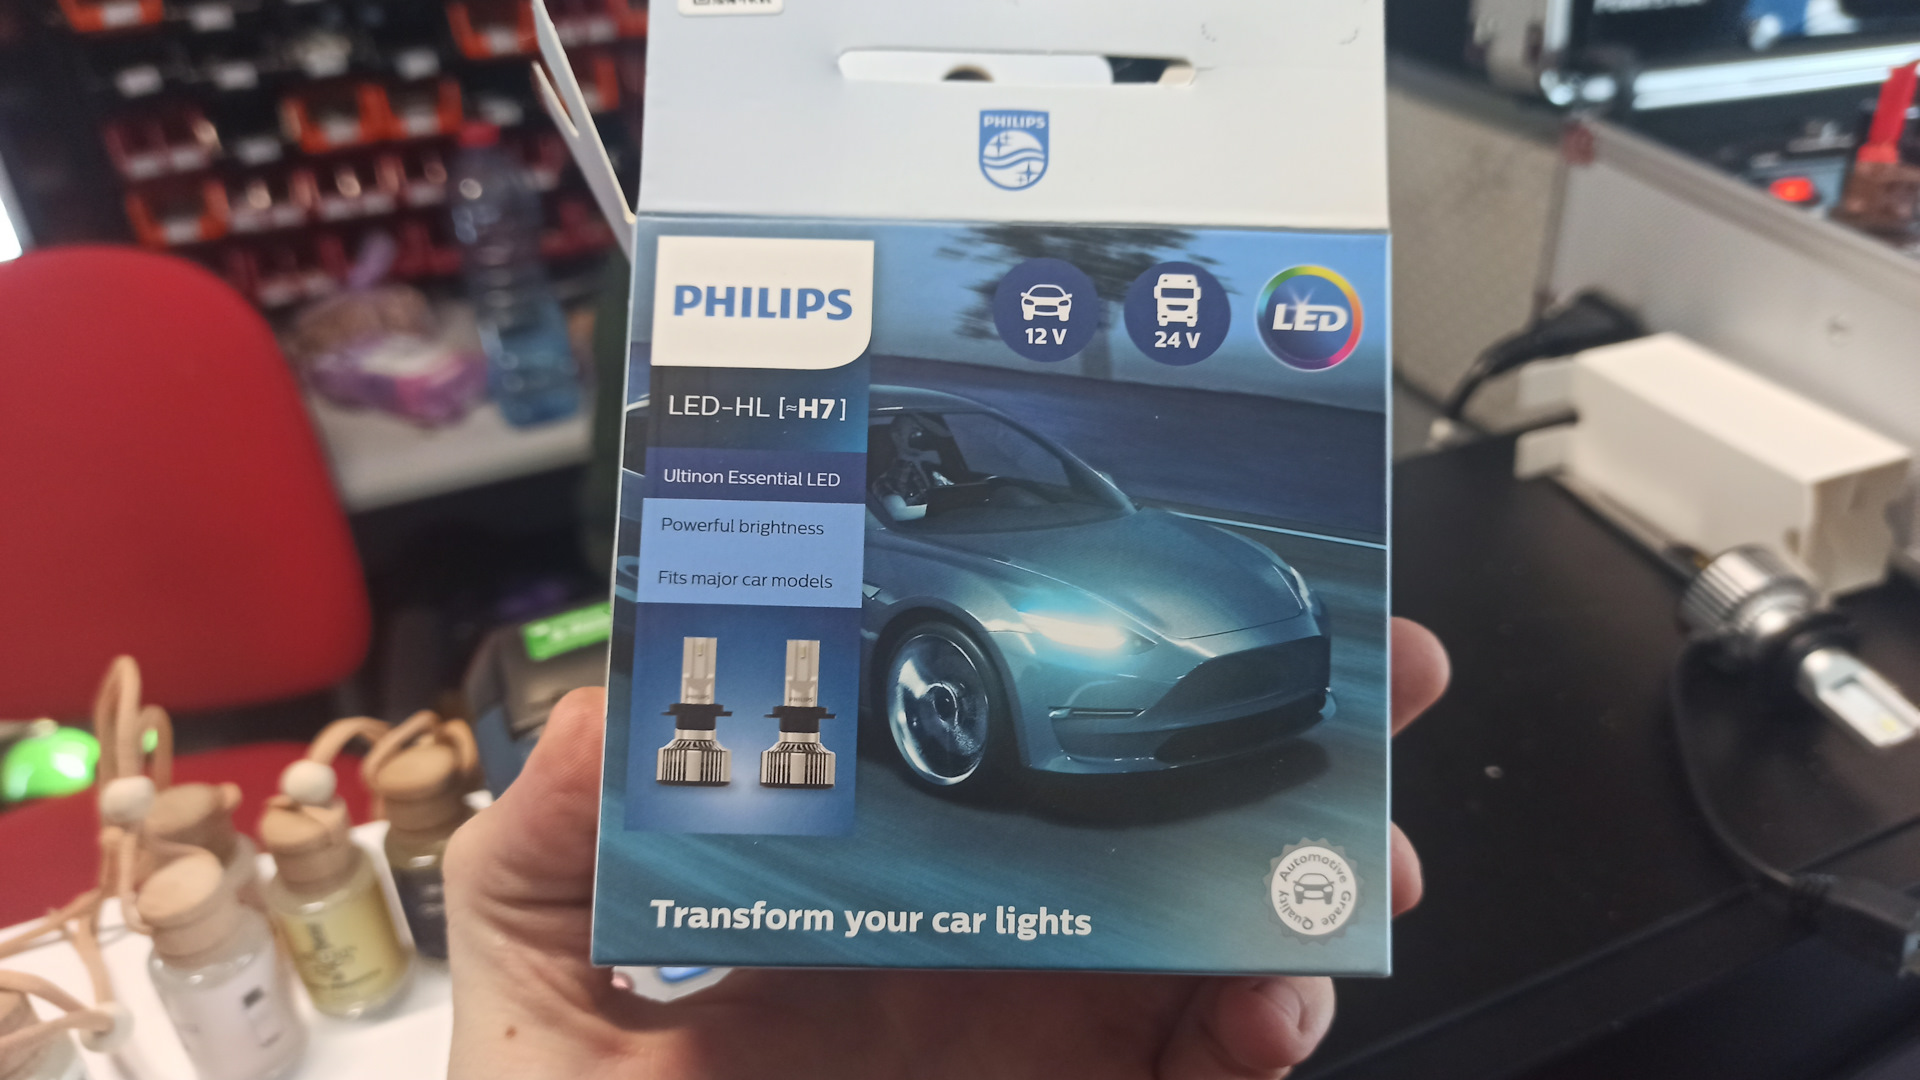 PHILIPS
PHILIPS
12 V
24 V
LED
LED-HL [≈H7]
Ultinon Essential LED
Powerful brightness
Fits major car models
PHILIPS
Transform your car lights
Automotive Grade Quality